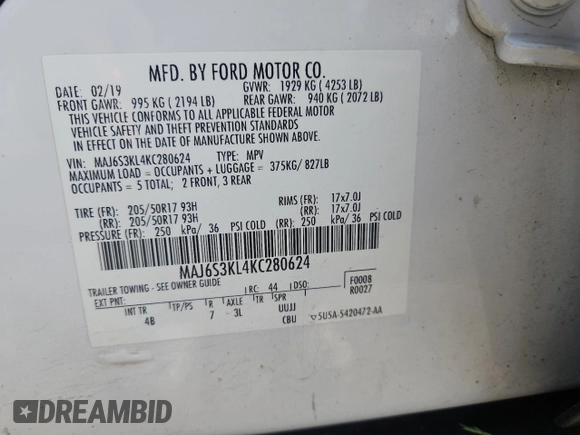 MFD. BY FORD MOTOR CO.
DATE: 02/19 GVWR: 1929 KG ( 4253 LB)
FRONT GAWR: 995 KG ( 2194 LB) REAR GAWR: 940 KG ( 2072 LB)
THIS VEHICLE CONFORMS TO ALL APPLICABLE FEDERAL MOTOR
VEHICLE SAFETY AND THEFT PREVENTION STANDARDS
IN EFFECT ON THE DATE OF MANUFACTURE SHOWN ABOVE.
VIN: MAJ6S3KL4KC280624 TYPE: MPV
MAXIMUM LOAD = OCCUPANTS + LUGGAGE = 375KG/ 827LB
OCCUPANTS = 5 TOTAL; 2 FRONT, 3 REAR
TIRE (FR): 205/50R17 93H RIMS (FR): 17x7.0J
(RR): 205/50R17 93H (RR): 17x7.0J
PRESSURE (FR): 250 kPa/ 36 PSI COLD (RR): 250 kPa/ 36 PSI COLD
MAJ6S3KL4KC280624
TRAILER TOWING - SEE OWNER GUIDE RC: 44 DSO: F0008
EXT PNT: R0027
INT TR TP/PS R AXLE TR SPR
4B 7 3L UUJJ
CBU 5U5A-5420472-AA
DREAMBID